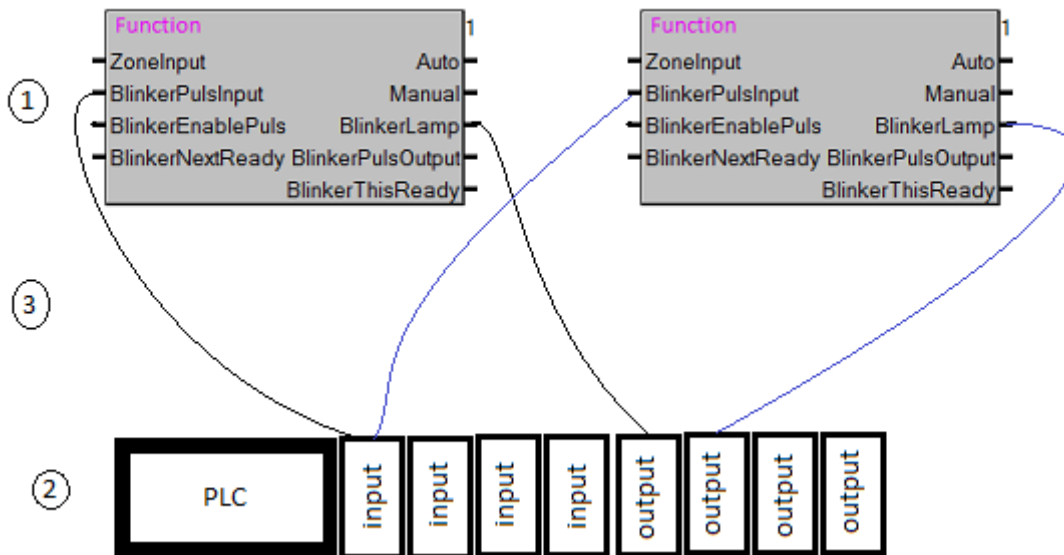 Function 1
ZoneInput Auto
BlinkerPulsInput Manual
BlinkerEnablePuls BlinkerLamp
BlinkerNextReady BlinkerPulsOutput
BlinkerThisReady
Function 1
ZoneInput Auto
BlinkerPulsInput Manual
BlinkerEnablePuls BlinkerLamp
BlinkerNextReady BlinkerPulsOutput
BlinkerThisReady
1
3
2
PLC
input
input
input
input
output
output
output
output